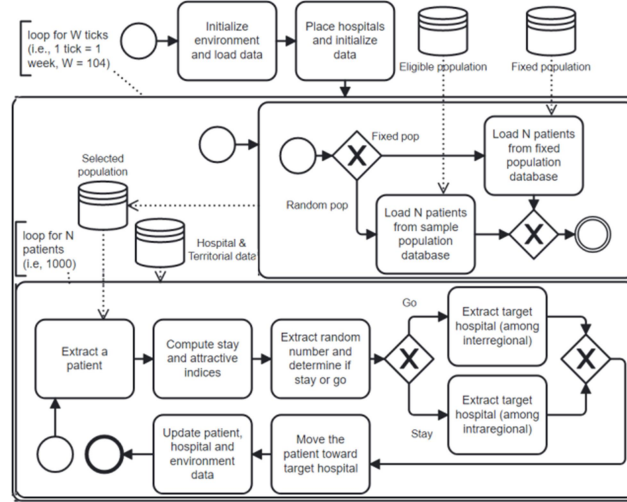 loop for W ticks
(i.e., 1 tick = 1
week, W = 104)
Initialize
environment
and load data
Place hospitals
and initialize
data
Eligible population
Fixed population
Fixed pop
Random pop
Load N patients
from fixed
population
database
Load N patients
from sample
population
database
Selected
population
loop for N
patients
(i.e, 1000)
Hospital &
Territorial data
Extract a
patient
Compute stay
and attractive
indices
Extract random
number and
determine if
stay or go
Go
Stay
Extract target
hospital (among
interregional)
Extract target
hospital (among
intraregional)
Update patient,
hospital and
environment
data
Move the
patient toward
target hospital